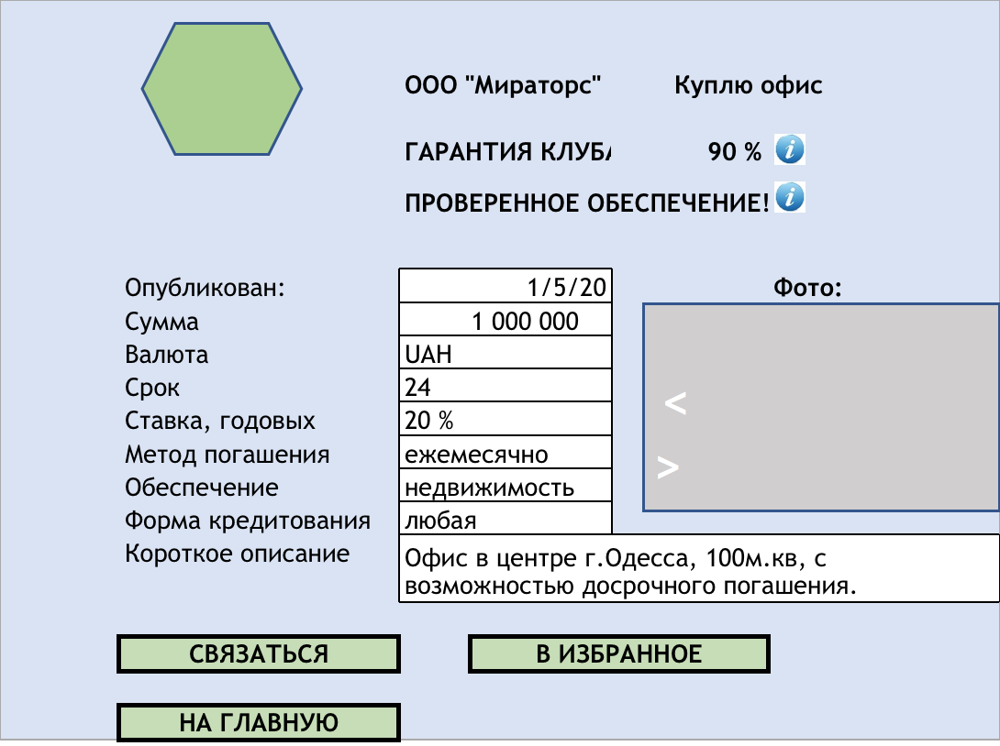 ООО "Мираторс" Куплю офис
ГАРАНТИЯ КЛУБА 90 % i
ПРОВЕРЕННОЕ ОБЕСПЕЧЕНИЕ! i
Опубликован: 1/5/20 Фото:
Сумма 1 000 000
Валюта UAH
Срок 24
<
Ставка, годовых 20 %
Метод погашения ежемесячно
>
Обеспечение недвижимость
Форма кредитования любая
Короткое описание Офис в центре г.Одесса, 100м.кв, с
возможностью досрочного погашения.
СВЯЗАТЬСЯ В ИЗБРАННОЕ
НА ГЛАВНУЮ